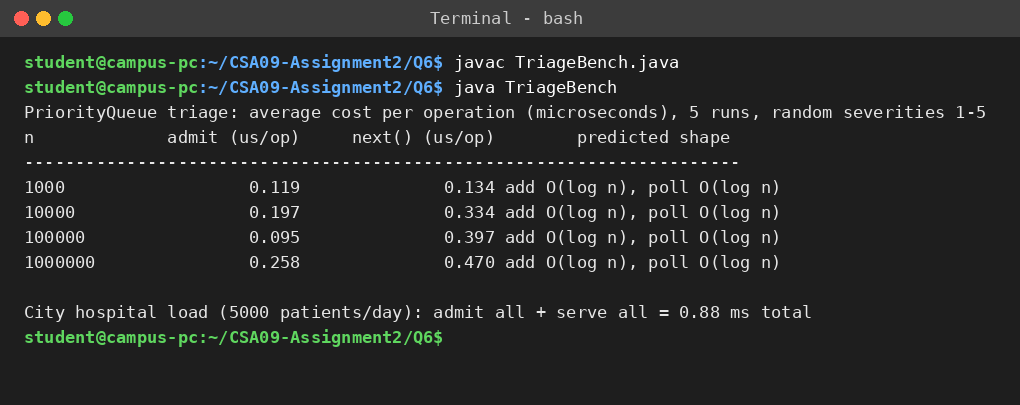 Terminal - bash
student@campus-pc:~/CSA09-Assignment2/Q6$ javac TriageBench.java
student@campus-pc:~/CSA09-Assignment2/Q6$ java TriageBench
PriorityQueue triage: average cost per operation (microseconds), 5 runs, random severities 1-5
n             admit (us/op)     next() (us/op)        predicted shape
----------------------------------------------------------------------
1000                  0.119              0.134 add O(log n), poll O(log n)
10000                 0.197              0.334 add O(log n), poll O(log n)
100000                0.095              0.397 add O(log n), poll O(log n)
1000000               0.258              0.470 add O(log n), poll O(log n)

City hospital load (5000 patients/day): admit all + serve all = 0.88 ms total
student@campus-pc:~/CSA09-Assignment2/Q6$